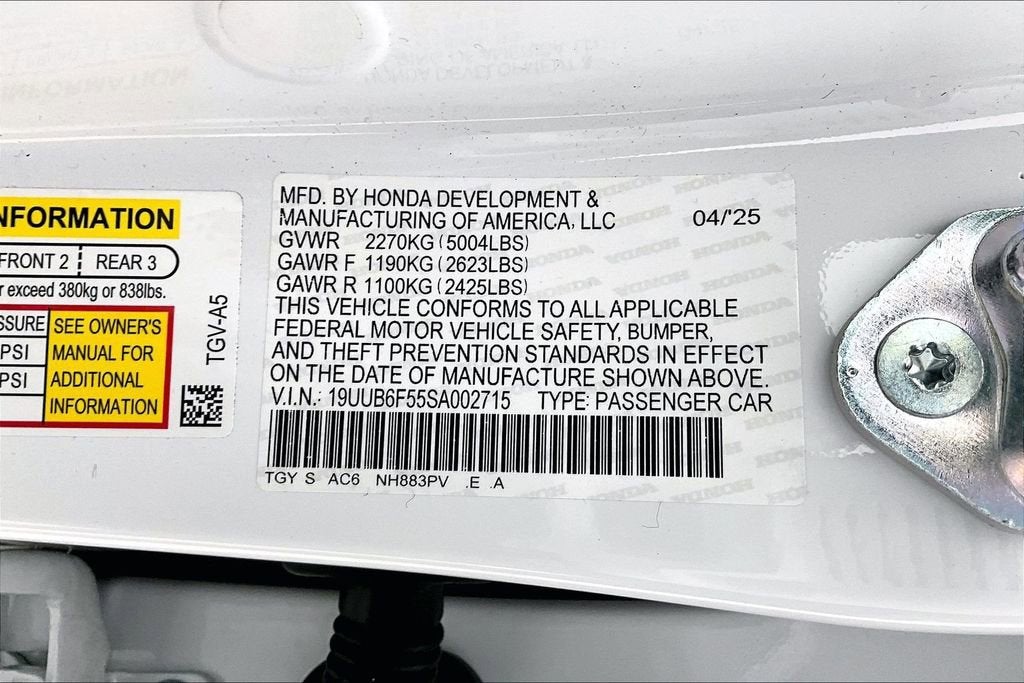 NFORMATION
FRONT 2 REAR 3
r exceed 380kg or 838lbs.
SSURE SEE OWNER'S
PSI MANUAL FOR
PSI ADDITIONAL
INFORMATION
TGV-A5
MFD. BY HONDA DEVELOPMENT &
MANUFACTURING OF AMERICA, LLC 04/'25
GVWR 2270KG (5004LBS)
GAWR F 1190KG (2623LBS)
GAWR R 1100KG (2425LBS)
THIS VEHICLE CONFORMS TO ALL APPLICABLE
FEDERAL MOTOR VEHICLE SAFETY, BUMPER,
AND THEFT PREVENTION STANDARDS IN EFFECT
ON THE DATE OF MANUFACTURE SHOWN ABOVE.
V.I.N.: 19UUB6F55SA002715 TYPE: PASSENGER CAR
TGY S AC6 NH883PV .E .A